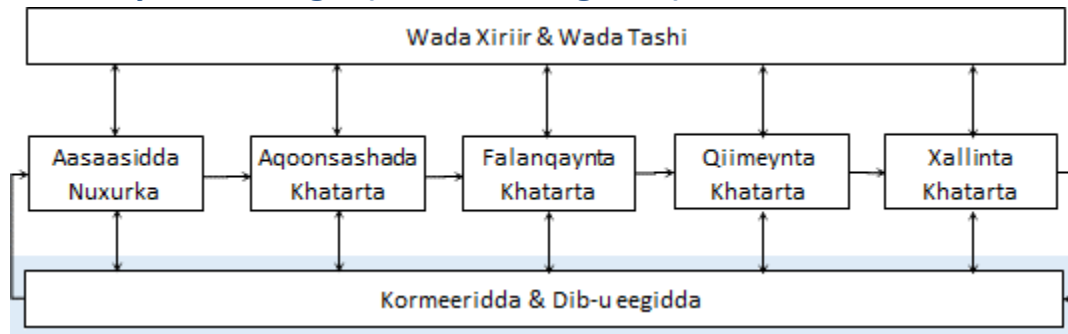 Wada Xiriir & Wada Tashi
Aasaasidda
Nuxurka
Aqoonsashada
Khatarta
Falanqaynta
Khatarta
Qiimeynta
Khatarta
Xallinta
Khatarta
Kormeeridda & Dib-u eegidda